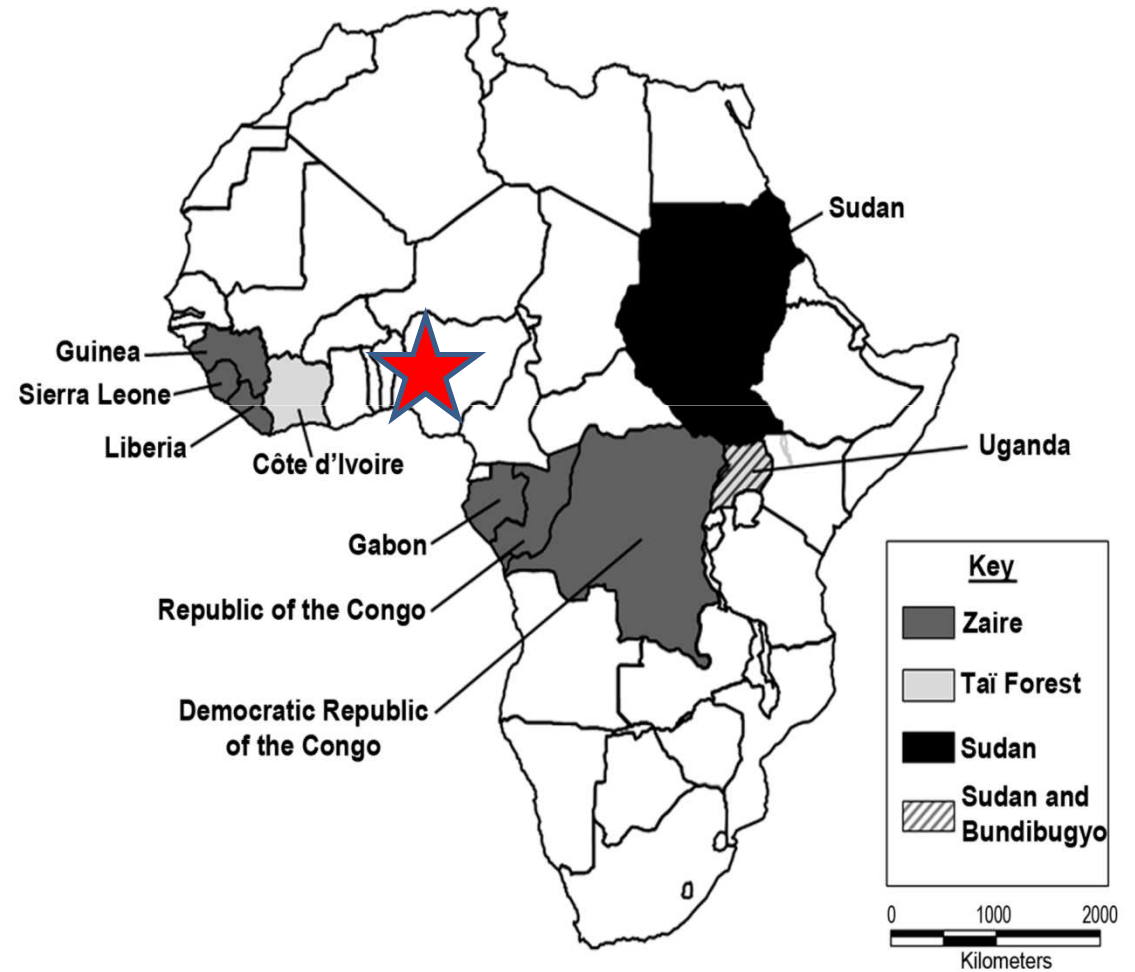 Sudan
Guinea
Sierra Leone
Liberia
Côte d’Ivoire
Uganda
Gabon
Republic of the Congo
Democratic Republic
of the Congo
Key
Zaire
Taï Forest
Sudan
Sudan and
Bundibugyo
0 1000 2000
Kilometers